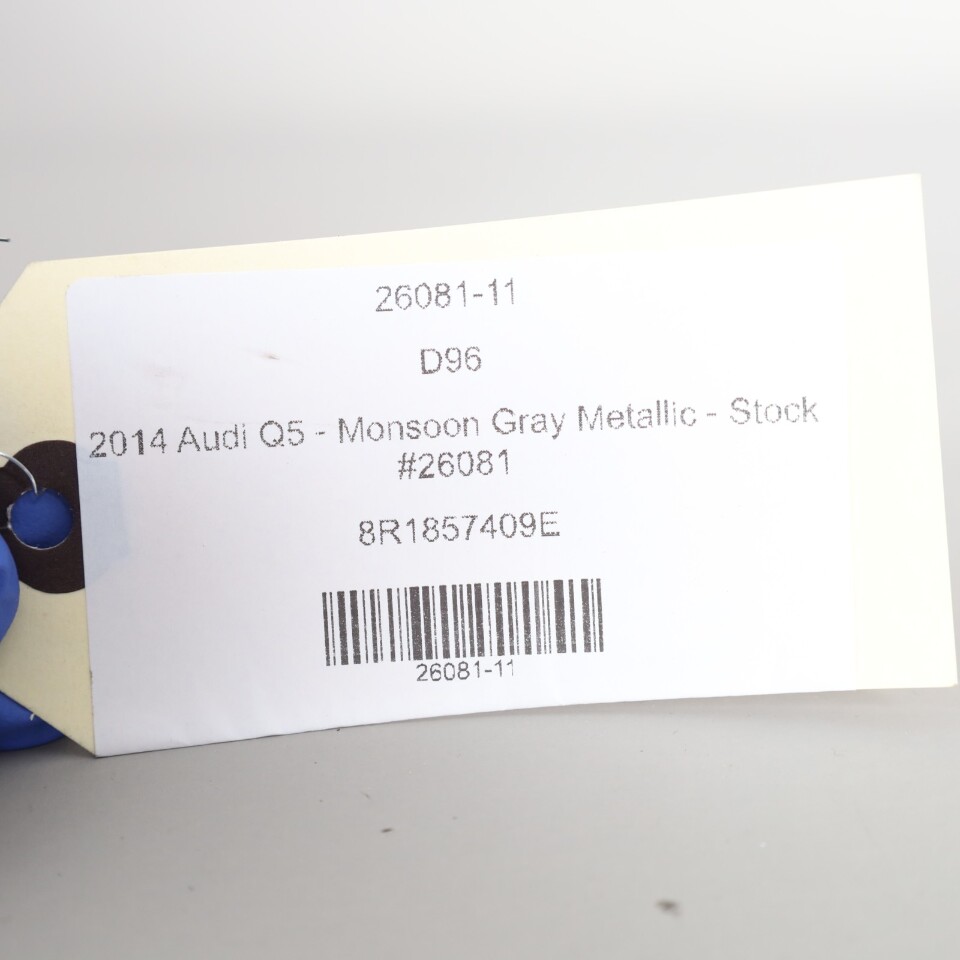 26081-11
D96
2014 Audi Q5 - Monsoon Gray Metallic - Stock
#26081
8R1857409E
26081-11